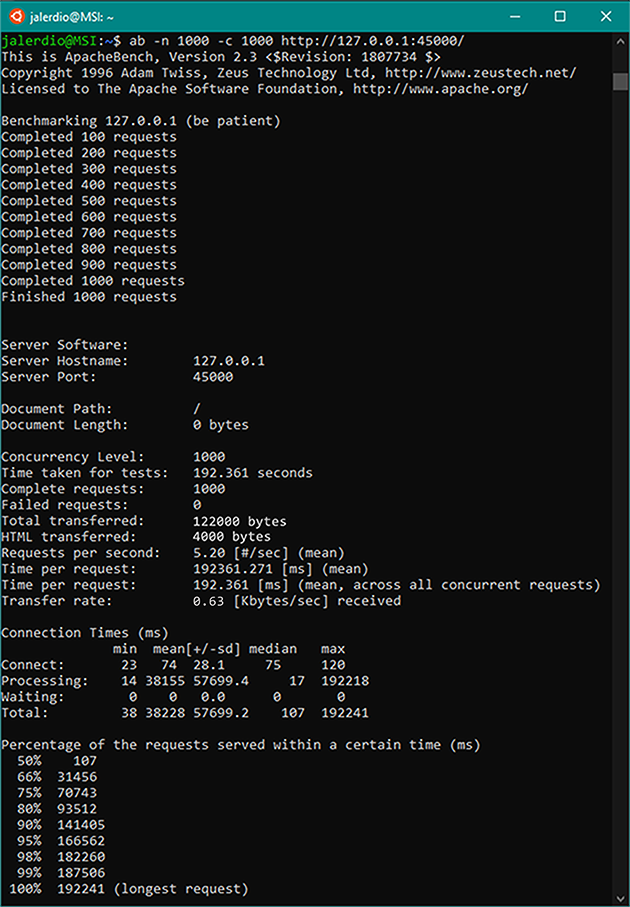 jalerdio@MSI: ~
jalerdio@MSI:~$ ab -n 1000 -c 1000 http://127.0.0.1:45000/
This is ApacheBench, Version 2.3 <$Revision: 1807734 $>
Copyright 1996 Adam Twiss, Zeus Technology Ltd, http://www.zeustech.net/
Licensed to The Apache Software Foundation, http://www.apache.org/
Benchmarking 127.0.0.1 (be patient)
Completed 100 requests
Completed 200 requests
Completed 300 requests
Completed 400 requests
Completed 500 requests
Completed 600 requests
Completed 700 requests
Completed 800 requests
Completed 900 requests
Completed 1000 requests
Finished 1000 requests
Server Software:
Server Hostname:        127.0.0.1
Server Port:            45000
Document Path:          /
Document Length:        0 bytes
Concurrency Level:      1000
Time taken for tests:   192.361 seconds
Complete requests:      1000
Failed requests:        0
Total transferred:      122000 bytes
HTML transferred:       4000 bytes
Requests per second:    5.20 [#/sec] (mean)
Time per request:       192361.271 [ms] (mean)
Time per request:       192.361 [ms] (mean, across all concurrent requests)
Transfer rate:          0.63 [Kbytes/sec] received
Connection Times (ms)
              min  mean[+/-sd] median   max
Connect:       23   74  28.1     75     120
Processing:    14 38155 57699.4     17  192218
Waiting:        0    0   0.0      0       0
Total:         38 38228 57699.2    107  192241
Percentage of the requests served within a certain time (ms)
  50%    107
  66%  31456
  75%  70743
  80%  93512
  90%  141405
  95%  166562
  98%  182260
  99%  187506
 100%  192241 (longest request)